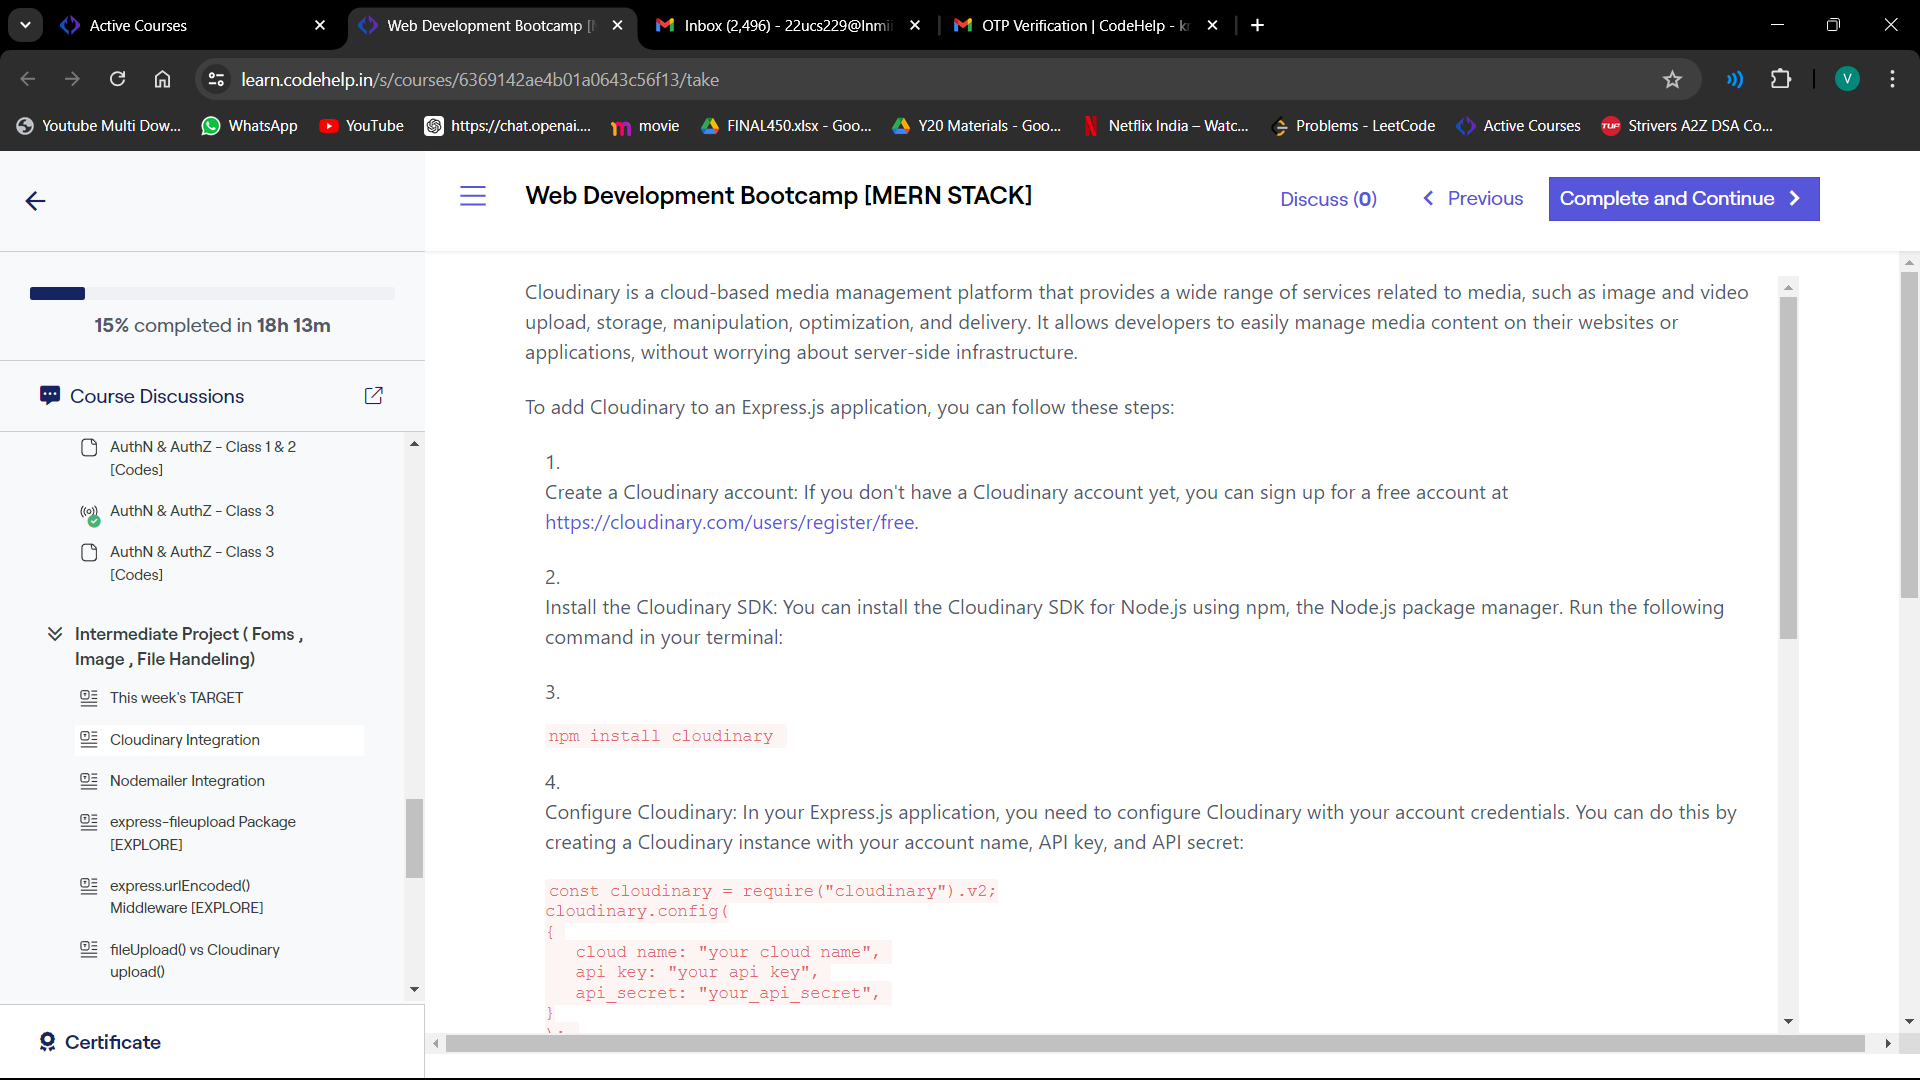 Active Courses
Web Development Bootcamp [
Inbox (2,496) - 22ucs229@lnmii
OTP Verification | CodeHelp - kr
learn.codehelp.in/s/courses/6369142ae4b01a0643c56f13/take
V
Youtube Multi Dow...
WhatsApp
YouTube
https://chat.openai....
movie
FINAL450.xlsx - Goo...
Y20 Materials - Goo...
Netflix India – Watc...
Problems - LeetCode
Active Courses
TUF
Strivers A2Z DSA Co...
Web Development Bootcamp [MERN STACK]
Discuss (0)
Previous
Complete and Continue
15% completed in 18h 13m
Course Discussions
AuthN & AuthZ - Class 1 & 2
[Codes]
AuthN & AuthZ - Class 3
AuthN & AuthZ - Class 3
[Codes]
Intermediate Project ( Foms ,
Image , File Handeling)
This week's TARGET
Cloudinary Integration
Nodemailer Integration
express-fileupload Package
[EXPLORE]
express.urlEncoded()
Middleware [EXPLORE]
fileUpload() vs Cloudinary
upload()
Certificate
Cloudinary is a cloud-based media management platform that provides a wide range of services related to media, such as image and video
upload, storage, manipulation, optimization, and delivery. It allows developers to easily manage media content on their websites or
applications, without worrying about server-side infrastructure.
To add Cloudinary to an Express.js application, you can follow these steps:
1.
Create a Cloudinary account: If you don't have a Cloudinary account yet, you can sign up for a free account at
https://cloudinary.com/users/register/free.
2.
Install the Cloudinary SDK: You can install the Cloudinary SDK for Node.js using npm, the Node.js package manager. Run the following
command in your terminal:
3.
npm install cloudinary
4.
Configure Cloudinary: In your Express.js application, you need to configure Cloudinary with your account credentials. You can do this by
creating a Cloudinary instance with your account name, API key, and API secret:
const cloudinary = require("cloudinary").v2;
cloudinary.config(
{
cloud name: "your cloud name",
api key: "your api key",
api_secret: "your_api_secret",
}